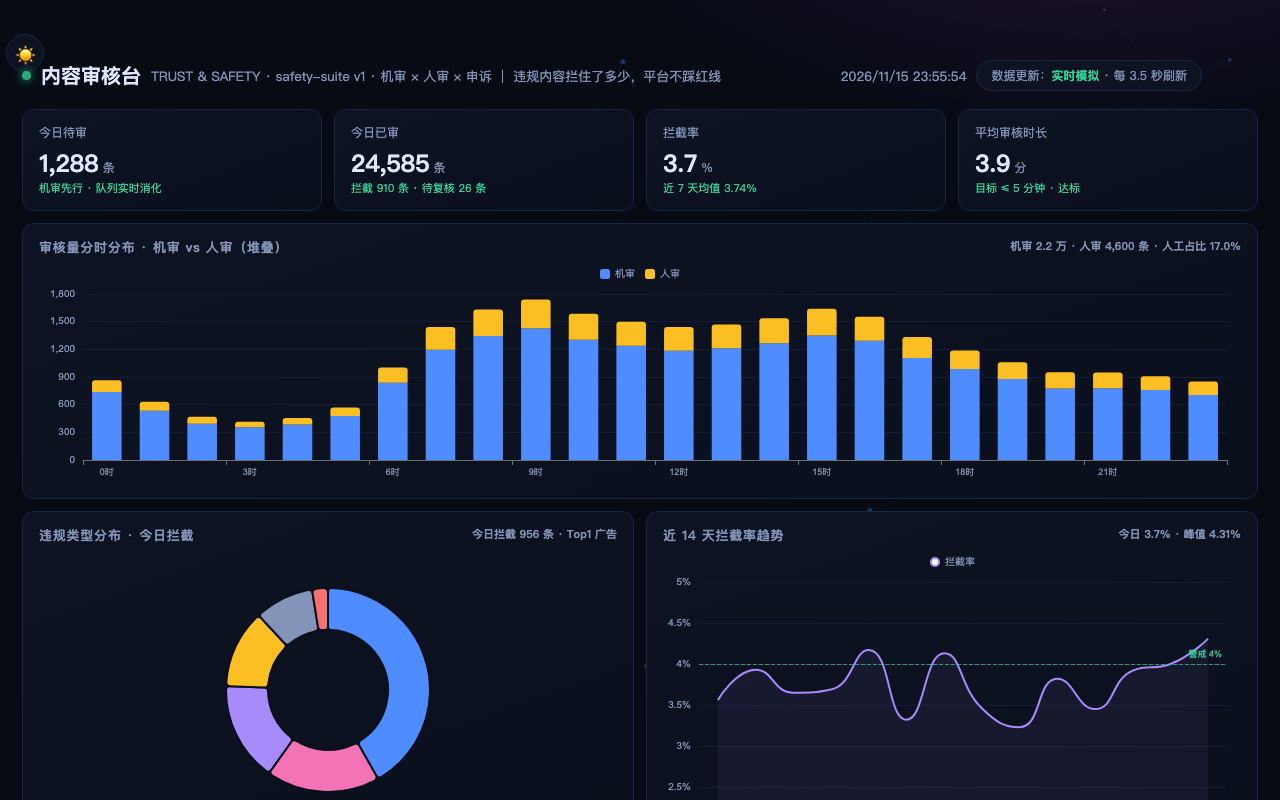 内容审核台 TRUST & SAFETY · safety-suite v1 · 机审 × 人审 × 申诉 | 违规内容拦住了多少，平台不踩红线 2026/11/15 23:55:54 数据更新：实时模拟 · 每 3.5 秒刷新
今日待审
1,288 条
机审先行 · 队列实时消化
今日已审
24,585 条
拦截 910 条 · 待复核 26 条
拦截率
3.7 %
近 7 天均值 3.74%
平均审核时长
3.9 分
目标 ≤ 5 分钟 · 达标
审核量分时分布 · 机审 vs 人审（堆叠） 机审 2.2 万 · 人审 4,600 条 · 人工占比 17.0%
机审 人审
1,800
1,500
1,200
900
600
300
0
0时 3时 6时 9时 12时 15时 18时 21时
违规类型分布 · 今日拦截 今日拦截 956 条 · Top1 广告
近 14 天拦截率趋势 今日 3.7% · 峰值 4.31%
拦截率
5%
4.5%
4%
3.5%
3%
2.5%
警戒 4%